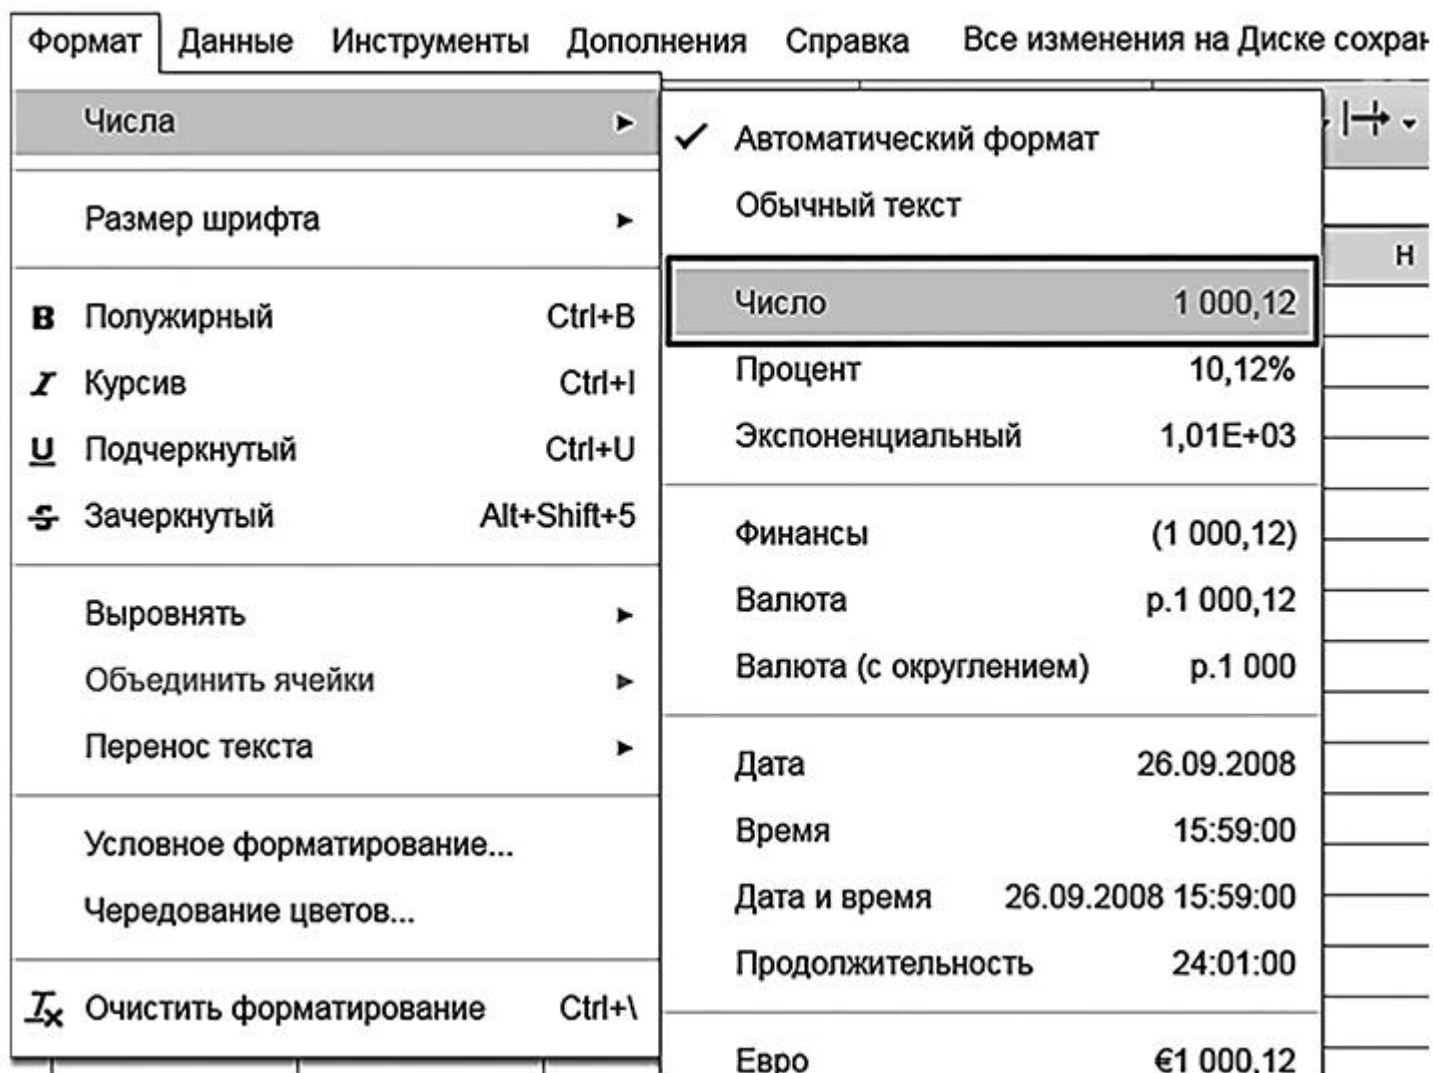 Формат Данные Инструменты Дополнения Справка Все изменения на Диске сохран
Числа
Размер шрифта
B Полужирный Ctrl+B
I Курсив Ctrl+I
U Подчеркнутый Ctrl+U
S Зачеркнутый Alt+Shift+5
Выровнять
Объединить ячейки
Перенос текста
Условное форматирование...
Чередование цветов...
Очистить форматирование Ctrl+\
Автоматический формат
Обычный текст
Число 1 000,12
Процент 10,12%
Экспоненциальный 1,01E+03
Финансы (1 000,12)
Валюта р.1 000,12
Валюта (с округлением) р.1 000
Дата 26.09.2008
Время 15:59:00
Дата и время 26.09.2008 15:59:00
Продолжительность 24:01:00
Евро €1 000,12
H